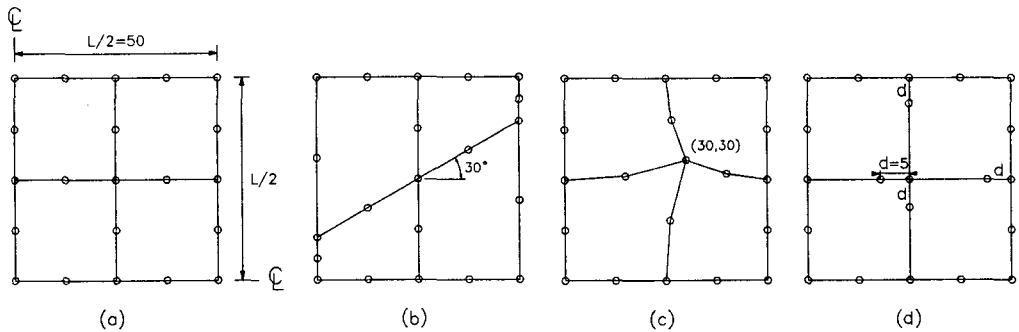 ℄
L/2=50
L/2
℄
(a)
30°
(b)
(30,30)
(c)
d
d=5
d
d
(d)